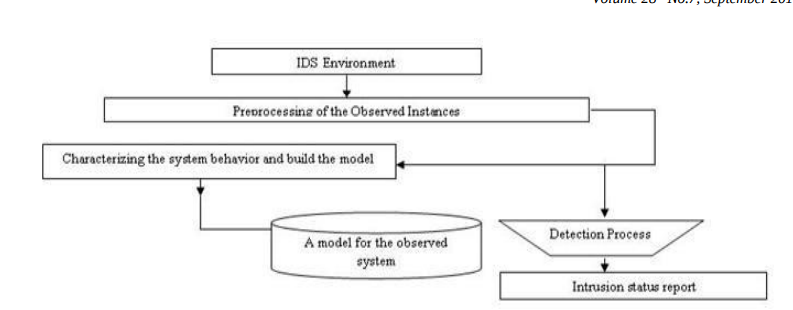 Volume 28– No.7, September 201
IDS Environment
Preprocessing of the Observed Instances
Characterizing the system behavior and build the model
A model for the observed
system
Detection Process
Intrusion status report